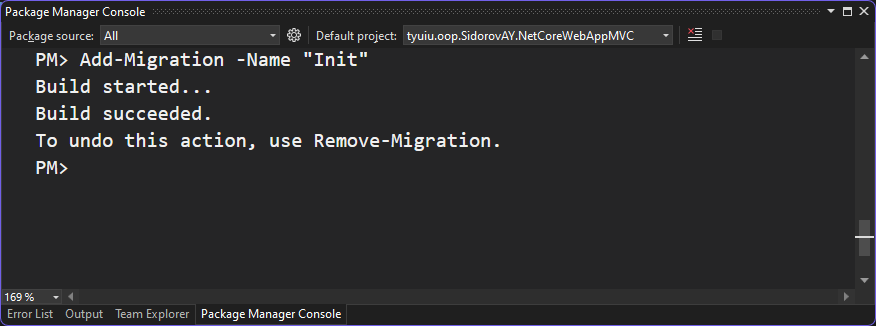 Package Manager Console
Package source: All Default project: tyuiu.oop.SidorovAY.NetCoreWebAppMVC
PM> Add-Migration -Name "Init"
Build started...
Build succeeded.
To undo this action, use Remove-Migration.
PM>
169 %
Error List Output Team Explorer Package Manager Console